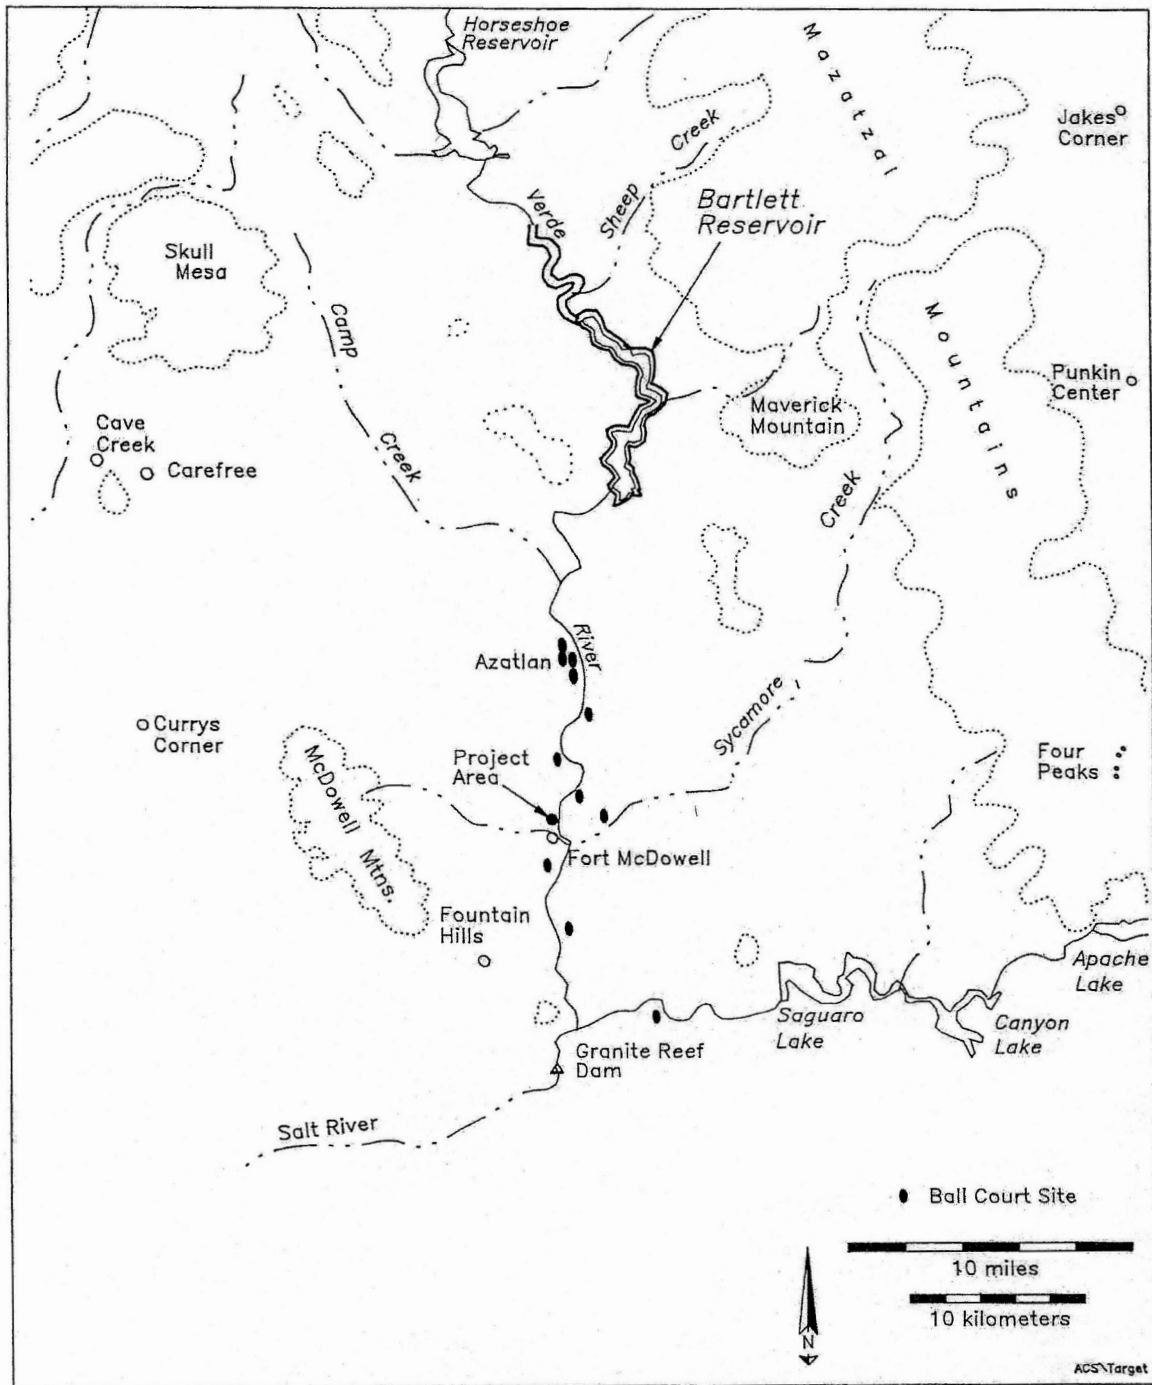 Horseshoe
Reservoir
Mazatzal
Jakes
Corner
Creek
Sheep
Verde
Bartlett
Reservoir
Skull
Mesa
Camp
Creek
Mountains
Punkin
Center
Maverick
Mountain
Cave
Creek
Carefree
Creek
River
Azatlan
Sycamore
Currys
Corner
Project
Area
Four
Peaks
McDowell
Mtns.
Fort McDowell
Fountain
Hills
Apache
Lake
Saguaro
Lake
Canyon
Lake
Granite Reef
Dam
Salt River
Ball Court Site
10 miles
10 kilometers
N
ACS\Target